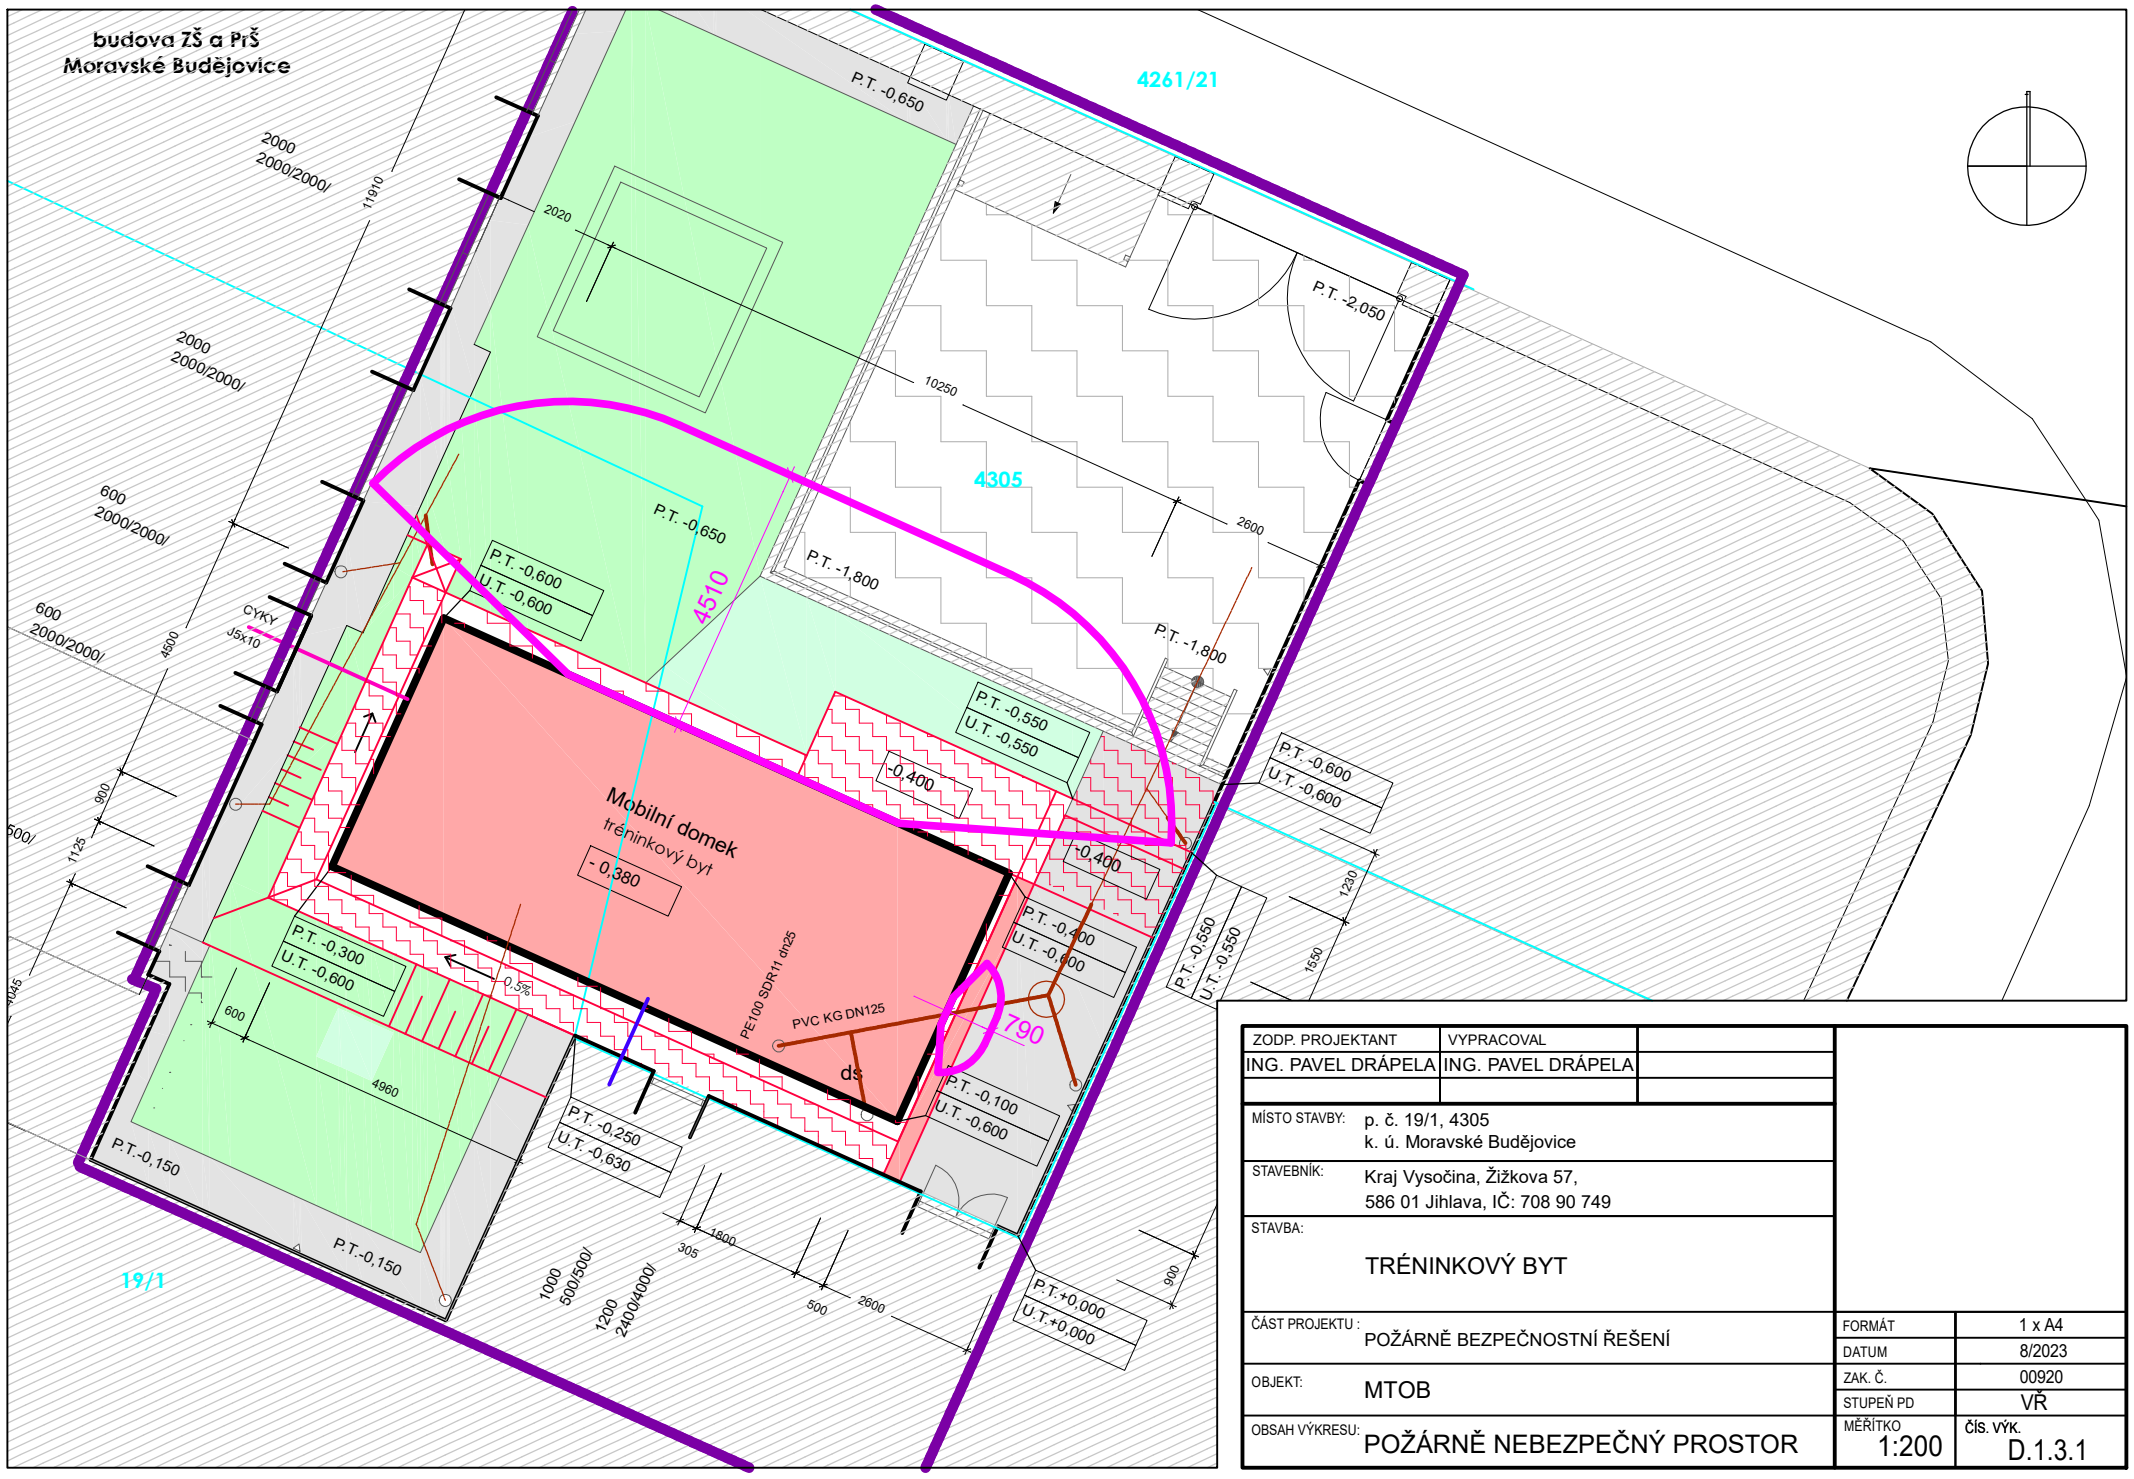 budova ZŠ a PrŠ
Moravské Budějovice
4261/21
P.T. -0,650
2000
2000/2000/
11910
2020
P.T. -2,050
2000
2000/2000/
10250
4305
2600
600
2000/2000/
P.T. -0,650
P.T. -0,600
U.T. -0,600
4510
P.T. -1,800
CYKY
J5x10
600
2000/2000/
4500
P.T. -1,800
P.T. -0,550
U.T. -0,550
-0,400
P.T. -0,600
U.T. -0,600
Mobilní domek
tréninkový byt
- 0,380
900
500/
1125
-0,400
1230
P.T. -0,400
U.T. -0,600
P.T. -0,550
U.T. -0,550
1550
P.T. -0,300
U.T. -0,600
0,5%
PE100 SDR11 dn25
PVC KG DN125
790
4045
600
4960
ds
P.T. -0,100
U.T. -0,600
P.T. -0,250
U.T. -0,630
P.T.-0,150
P.T.-0,150
19/1
305
1800
1000
500/500/
1200
2400/4000/
500
2600
900
P.T.+0,000
U.T.+0,000
ZODP. PROJEKTANT
VYPRACOVAL
ING. PAVEL DRÁPELA
ING. PAVEL DRÁPELA
MÍSTO STAVBY:
p. č. 19/1, 4305
k. ú. Moravské Budějovice
STAVEBNÍK:
Kraj Vysočina, Žižkova 57,
586 01 Jihlava, IČ: 708 90 749
STAVBA:
TRÉNINKOVÝ BYT
ČÁST PROJEKTU :
POŽÁRNĚ BEZPEČNOSTNÍ ŘEŠENÍ
FORMÁT
1 x A4
DATUM
8/2023
OBJEKT:
MTOB
ZAK. Č.
00920
STUPEŇ PD
VŘ
OBSAH VÝKRESU:
POŽÁRNĚ NEBEZPEČNÝ PROSTOR
MĚŘÍTKO
1:200
ČÍS. VÝK.
D.1.3.1